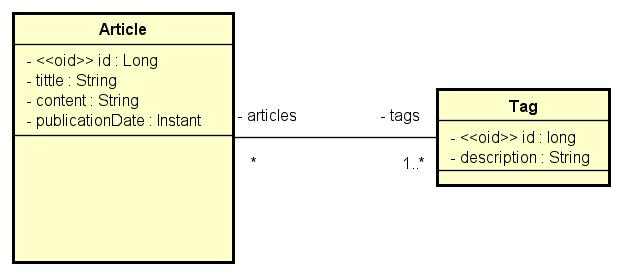 Article
- <<oid>> id : Long
- tittle : String
- content : String
- publicationDate : Instant
- articles
- tags
*
1..*
Tag
- <<oid>> id : long
- description : String